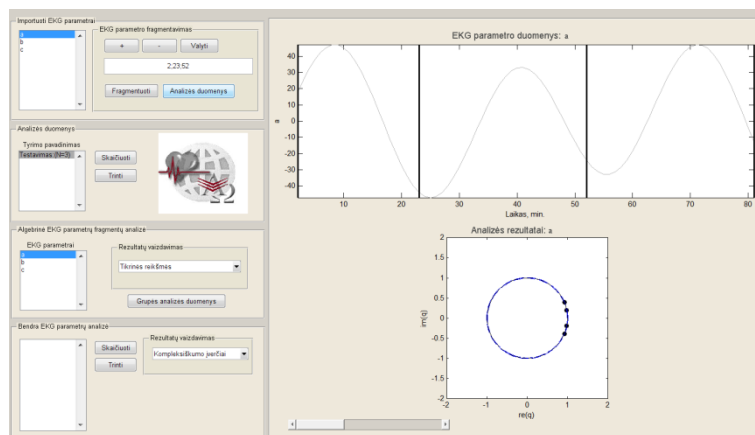 Importuoti EKG parametrai
a
b
c
EKG parametro fragmentavimas
+
-
Valyti
2;23;52
Fragmentuoti
Analizės duomenys
Analizės duomenys
Tyrimo pavadinimas
Testavimas (N=3)
Skaičiuoti
Trinti
Α
Ω
Algebrinė EKG parametrų fragmentų analizė
EKG parametrai
a
b
c
Rezultatų vaizdavimas
Tikrinės reikšmės
Grupės analizės duomenys
Bendra EKG parametrų analizė
Skaičiuoti
Trinti
Rezultatų vaizdavimas
Kompleksiškumo įverčiai
EKG parametro duomenys: a
40
30
20
10
0
-10
-20
-30
-40
a
10
20
30
40
50
60
70
80
Laikas, min.
Analizės rezultatai: a
2
1.5
1
0.5
0
-0.5
-1
-1.5
-2
im(q)
-2
-1
0
1
2
re(q)